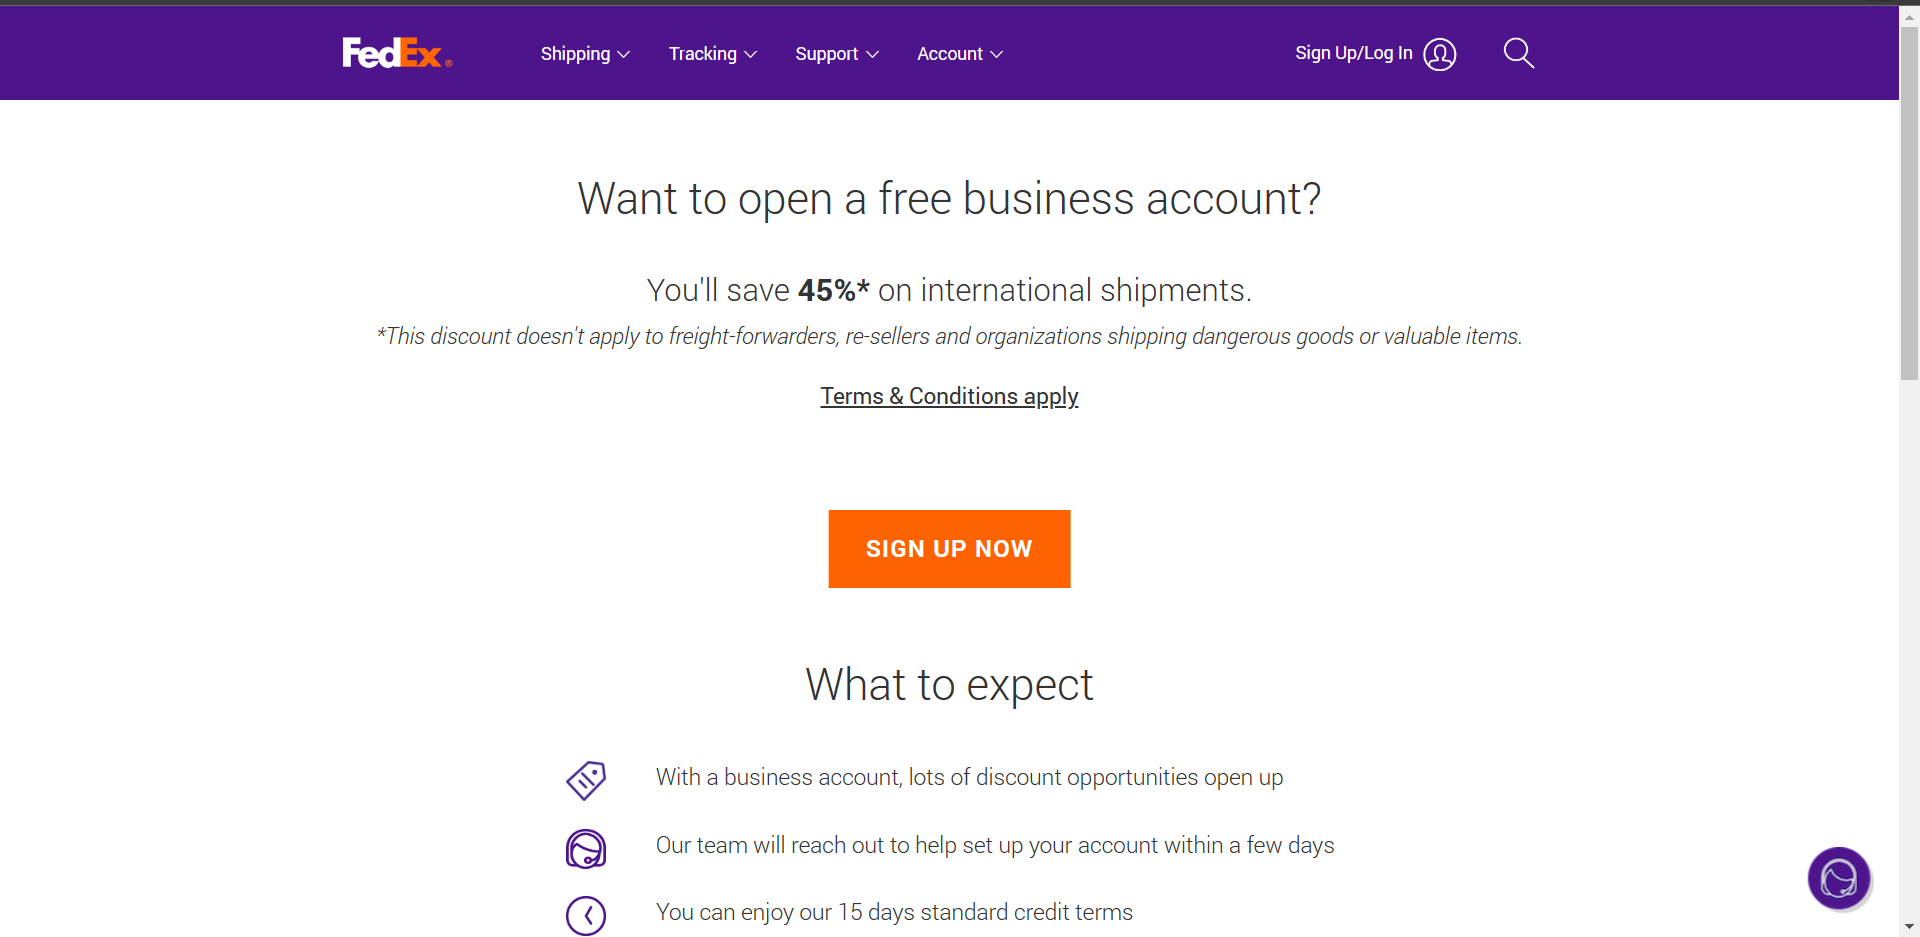 FedEx®
Shipping
Tracking
Support
Account
Sign Up/Log In
Want to open a free business account?
You'll save 45%* on international shipments.
*This discount doesn't apply to freight-forwarders, re-sellers and organizations shipping dangerous goods or valuable items.
Terms & Conditions apply
SIGN UP NOW
What to expect
With a business account, lots of discount opportunities open up
Our team will reach out to help set up your account within a few days
You can enjoy our 15 days standard credit terms